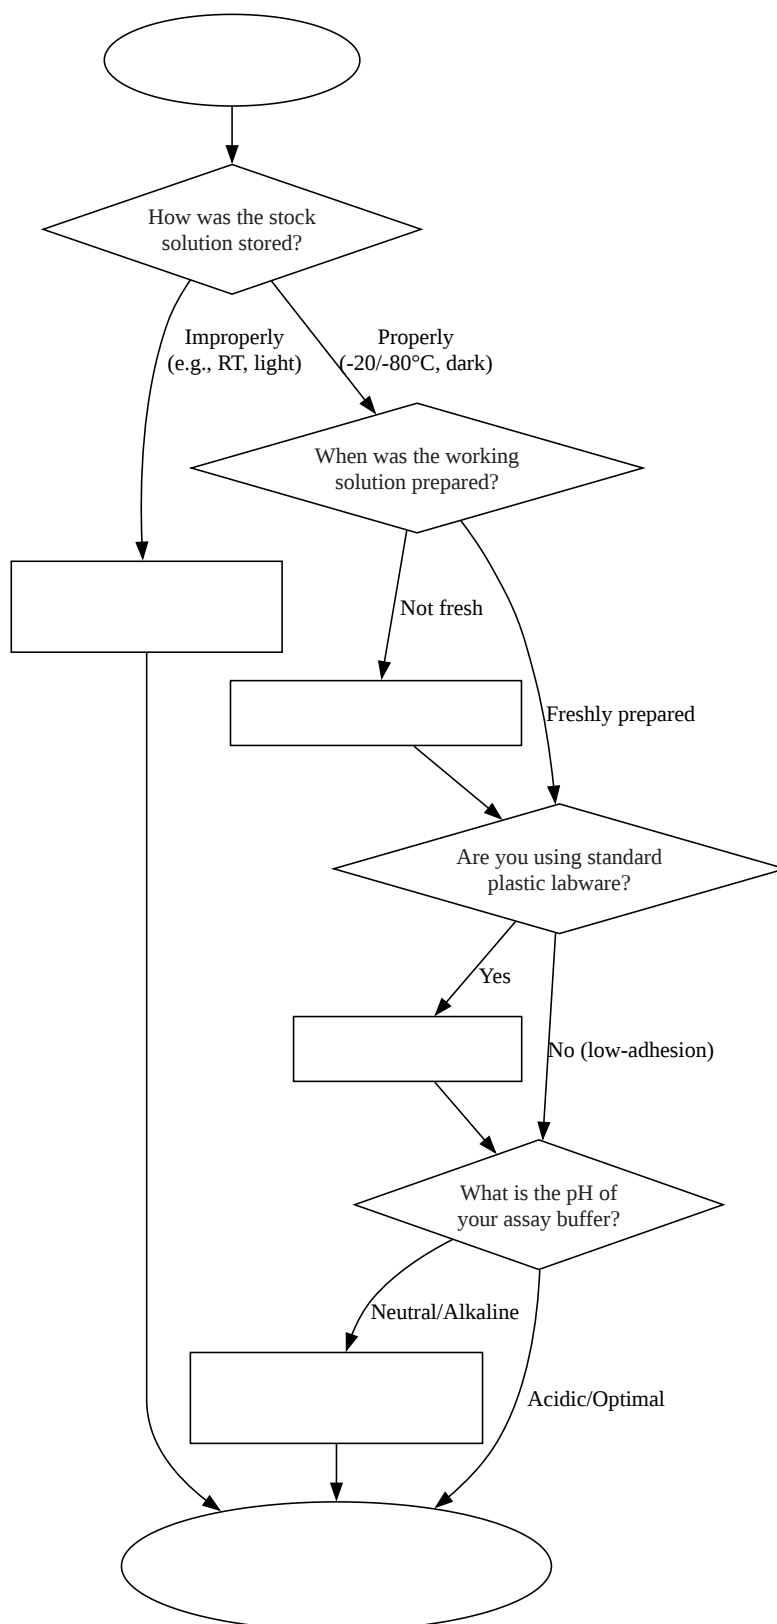 How was the stock
solution stored?
Improperly
(e.g., RT, light)
Properly
(-20/-80°C, dark)
When was the working
solution prepared?
Not fresh
Freshly prepared
Are you using standard
plastic labware?
Yes
No (low-adhesion)
What is the pH of
your assay buffer?
Neutral/Alkaline
Acidic/Optimal